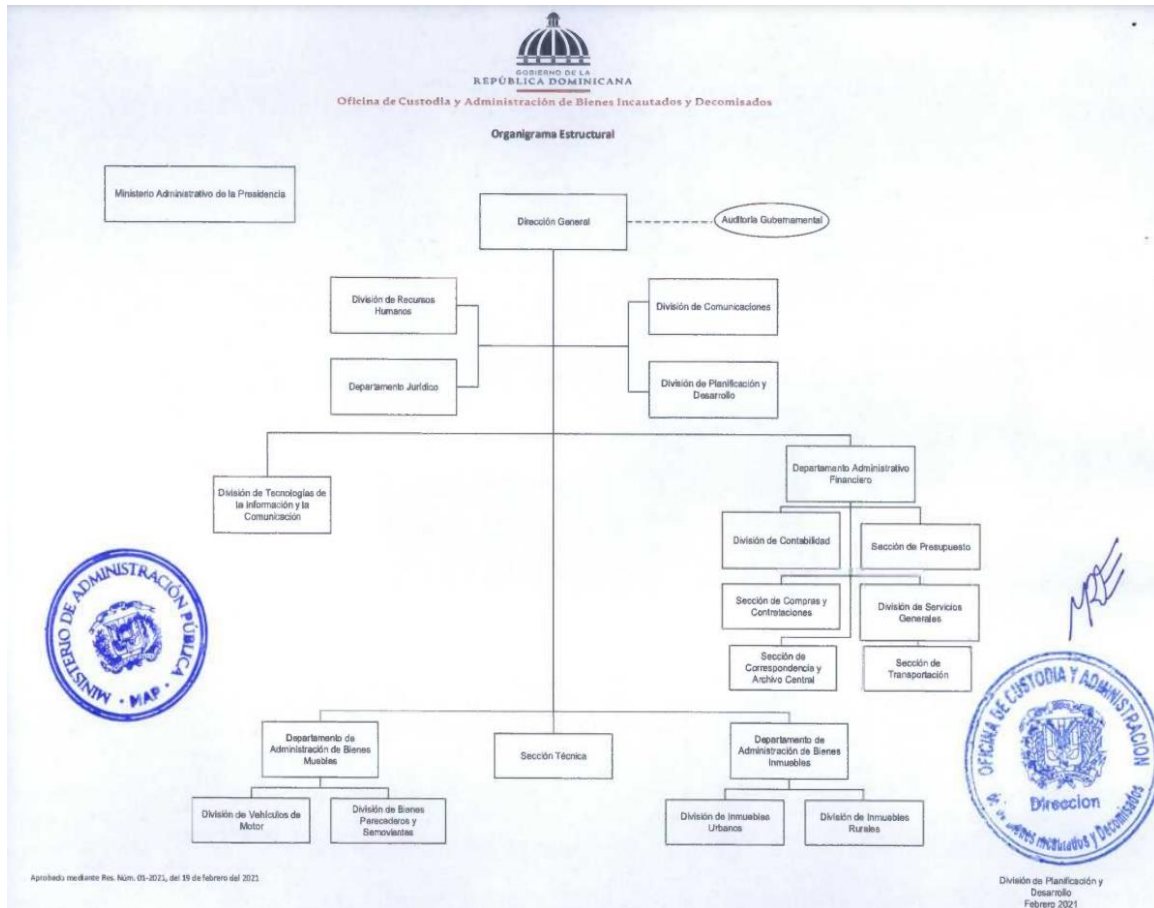 GOBIERNO DE LA
REPÚBLICA DOMINICANA
Oficina de Custodia y Administración de Bienes Incautados y Decomisados
Organigrama Estructural
Ministerio Administrativo de la Presidencia
Dirección General
Auditoría Gubernamental
División de Recursos
Humanos
División de Comunicaciones
Departamento Jurídico
División de Planificación y
Desarrollo
División de Tecnologías de
la Información y la
Comunicación
Departamento Administrativo
Financiero
División de Contabilidad
Sección de Presupuesto
Sección de Compras y
Contrataciones
División de Servicios
Generales
Sección de
Correspondencia y
Archivo Central
Sección de
Transportación
MINISTERIO DE ADMINISTRACIÓN PÚBLICA
· MAP ·
OFICINA DE CUSTODIA Y ADMINISTRACION
Direccion
Incautados y Decomisados
Departamento de
Administración de Bienes
Muebles
Sección Técnica
Departamento de
Administración de Bienes
Inmuebles
División de Vehículos de
Motor
División de Bienes
Perecederos y
Semovientes
División de Inmuebles
Urbanos
División de Inmuebles
Rurales
Aprobado mediante Res. Núm. 01-2021, del 19 de febrero del 2021
División de Planificación y
Desarrollo
Febrero 2021